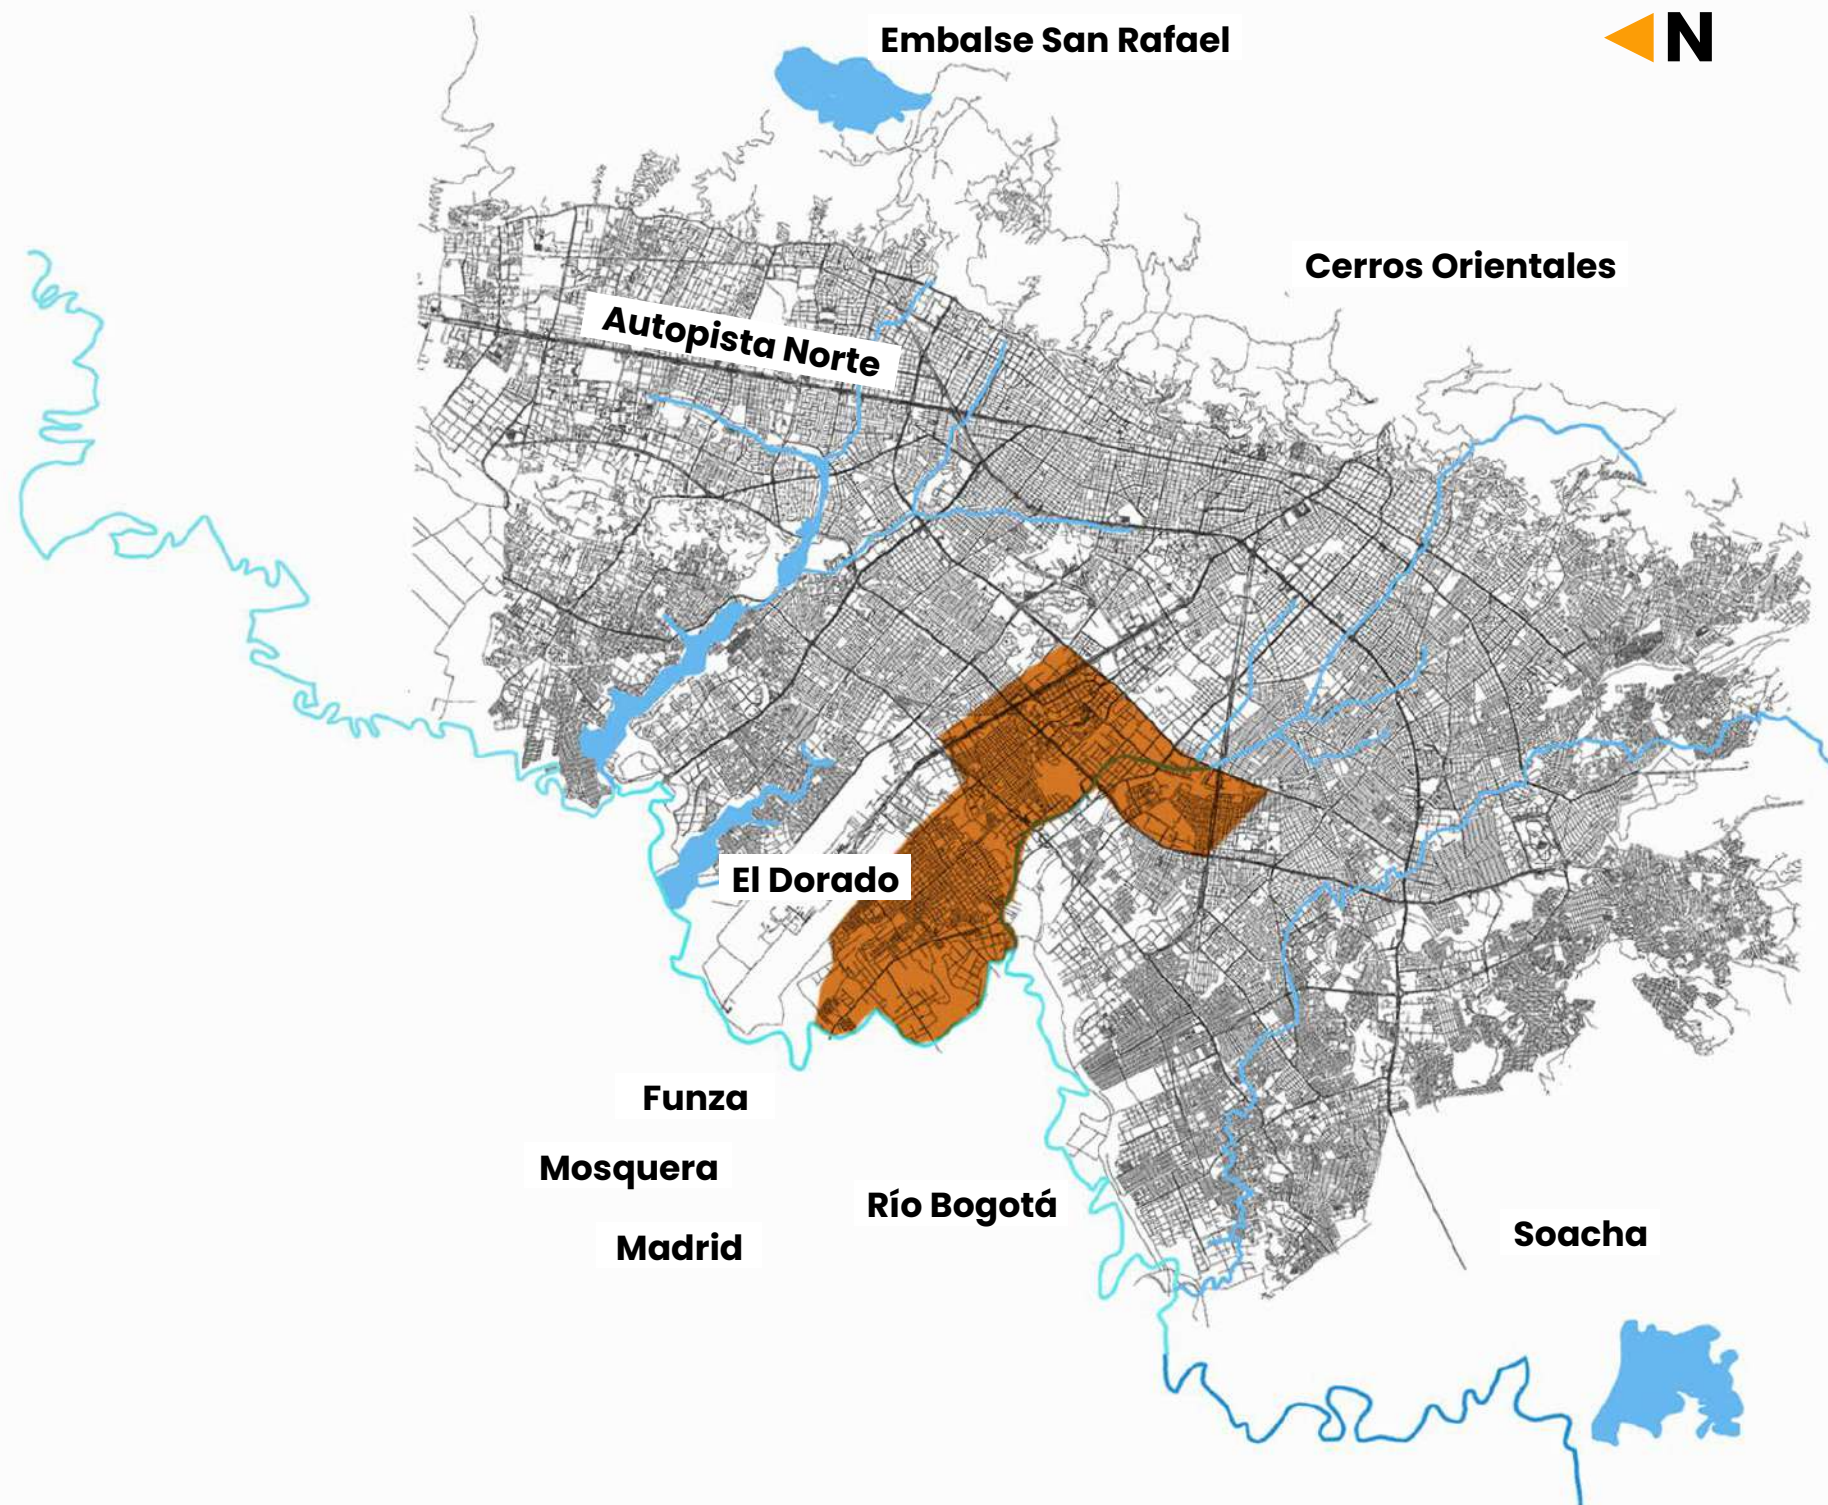 Embalse San Rafael
N
Cerros Orientales
Autopista Norte
El Dorado
Funza
Mosquera
Río Bogotá
Madrid
Soacha